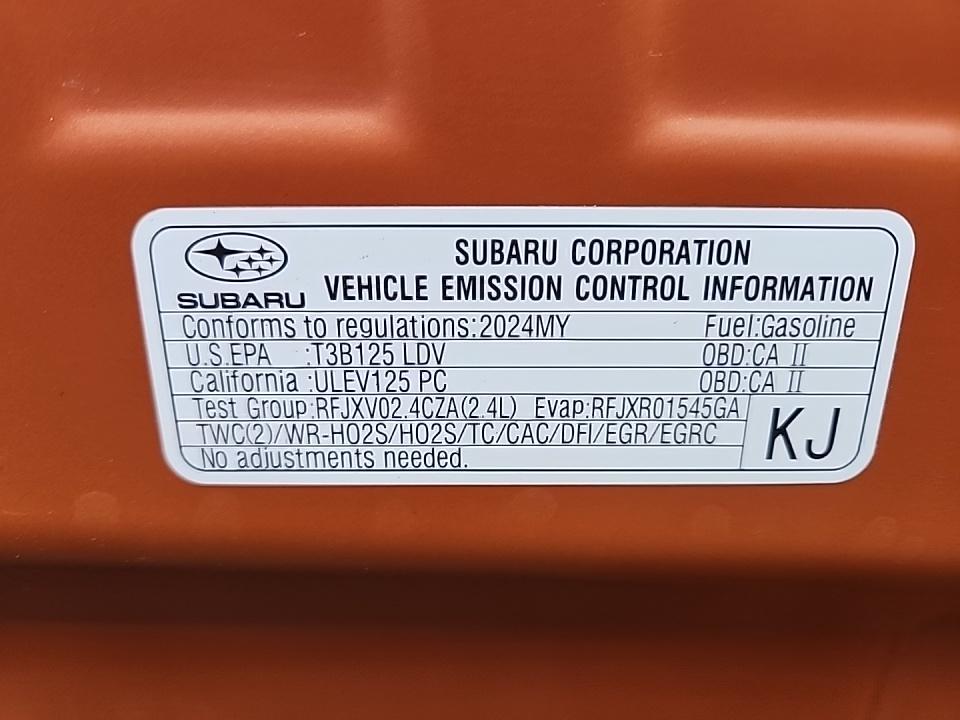 SUBARU
SUBARU CORPORATION
VEHICLE EMISSION CONTROL INFORMATION
Conforms to regulations:2024MY Fuel:Gasoline
U.S.EPA :T3B125 LDV OBD:CA II
California :ULEV125 PC OBD:CA II
Test Group:RFJXV02.4CZA(2.4L) Evap:RFJXR01545GA
TWC(2)/WR-HO2S/HO2S/TC/CAC/DFI/EGR/EGRC
No adjustments needed.
KJ